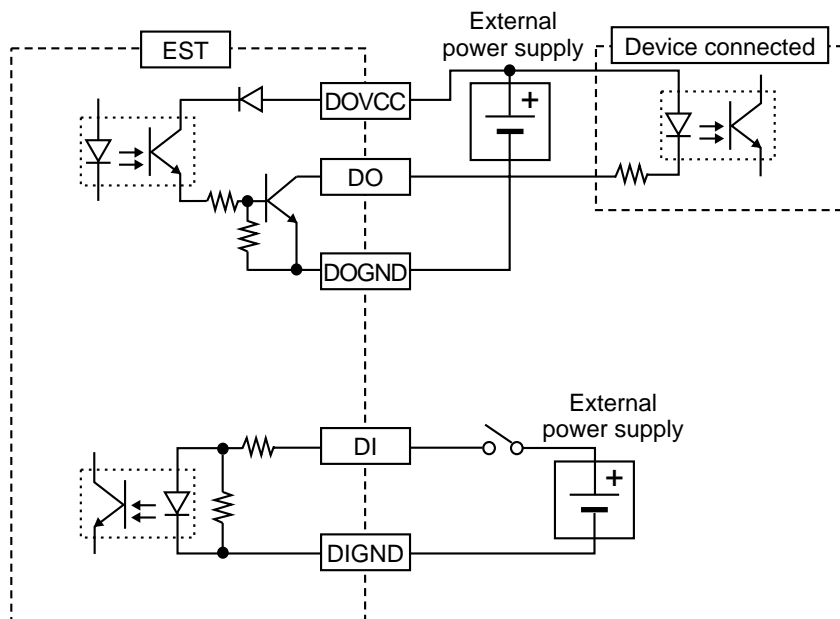 External
power supply
EST
Device connected
DOVCC
+
DO
DOGND
External
power supply
DI
+
DIGND